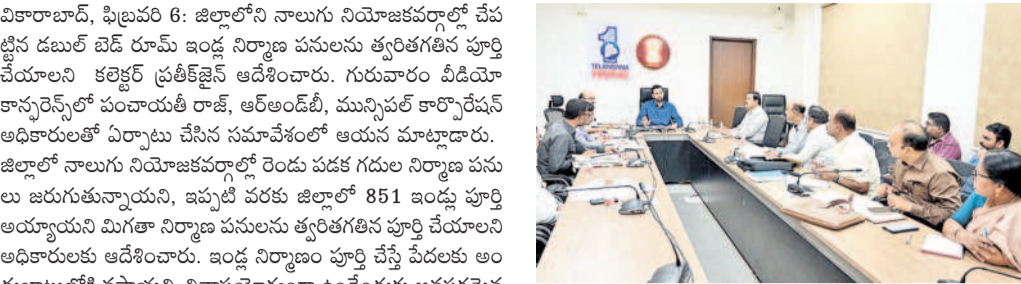 వికారాబాద్, ఫిబ్రవరి 6: జిల్లాలోని నాలుగు నియోజకవర్గాల్లో చేప
ట్టిన డబుల్ బెడ్ రూమ్ ఇండ్ల నిర్మాణ పనులను త్వరితగతిన పూర్తి
చేయాలని కలెక్టర్ ప్రతీక్‌జైన్ ఆదేశించారు. గురువారం వీడియో
కాన్ఫరెన్స్‌లో పంచాయతీ రాజ్, ఆర్అండ్‌బీ, మున్సిపల్ కార్పొరేషన్
అధికారులతో ఏర్పాటు చేసిన సమావేశంలో ఆయన మాట్లాడారు.
జిల్లాలో నాలుగు నియోజకవర్గాల్లో రెండు పడక గదుల నిర్మాణ పను
లు జరుగుతున్నాయని, ఇప్పటి వరకు జిల్లాలో 851 ఇండ్లు పూర్తి
అయ్యాయని మిగతా నిర్మాణ పనులను త్వరితగతిన పూర్తి చేయాలని
అధికారులకు ఆదేశించారు. ఇండ్ల నిర్మాణం పూర్తి చేస్తే పేదలకు అం
TELANGANA